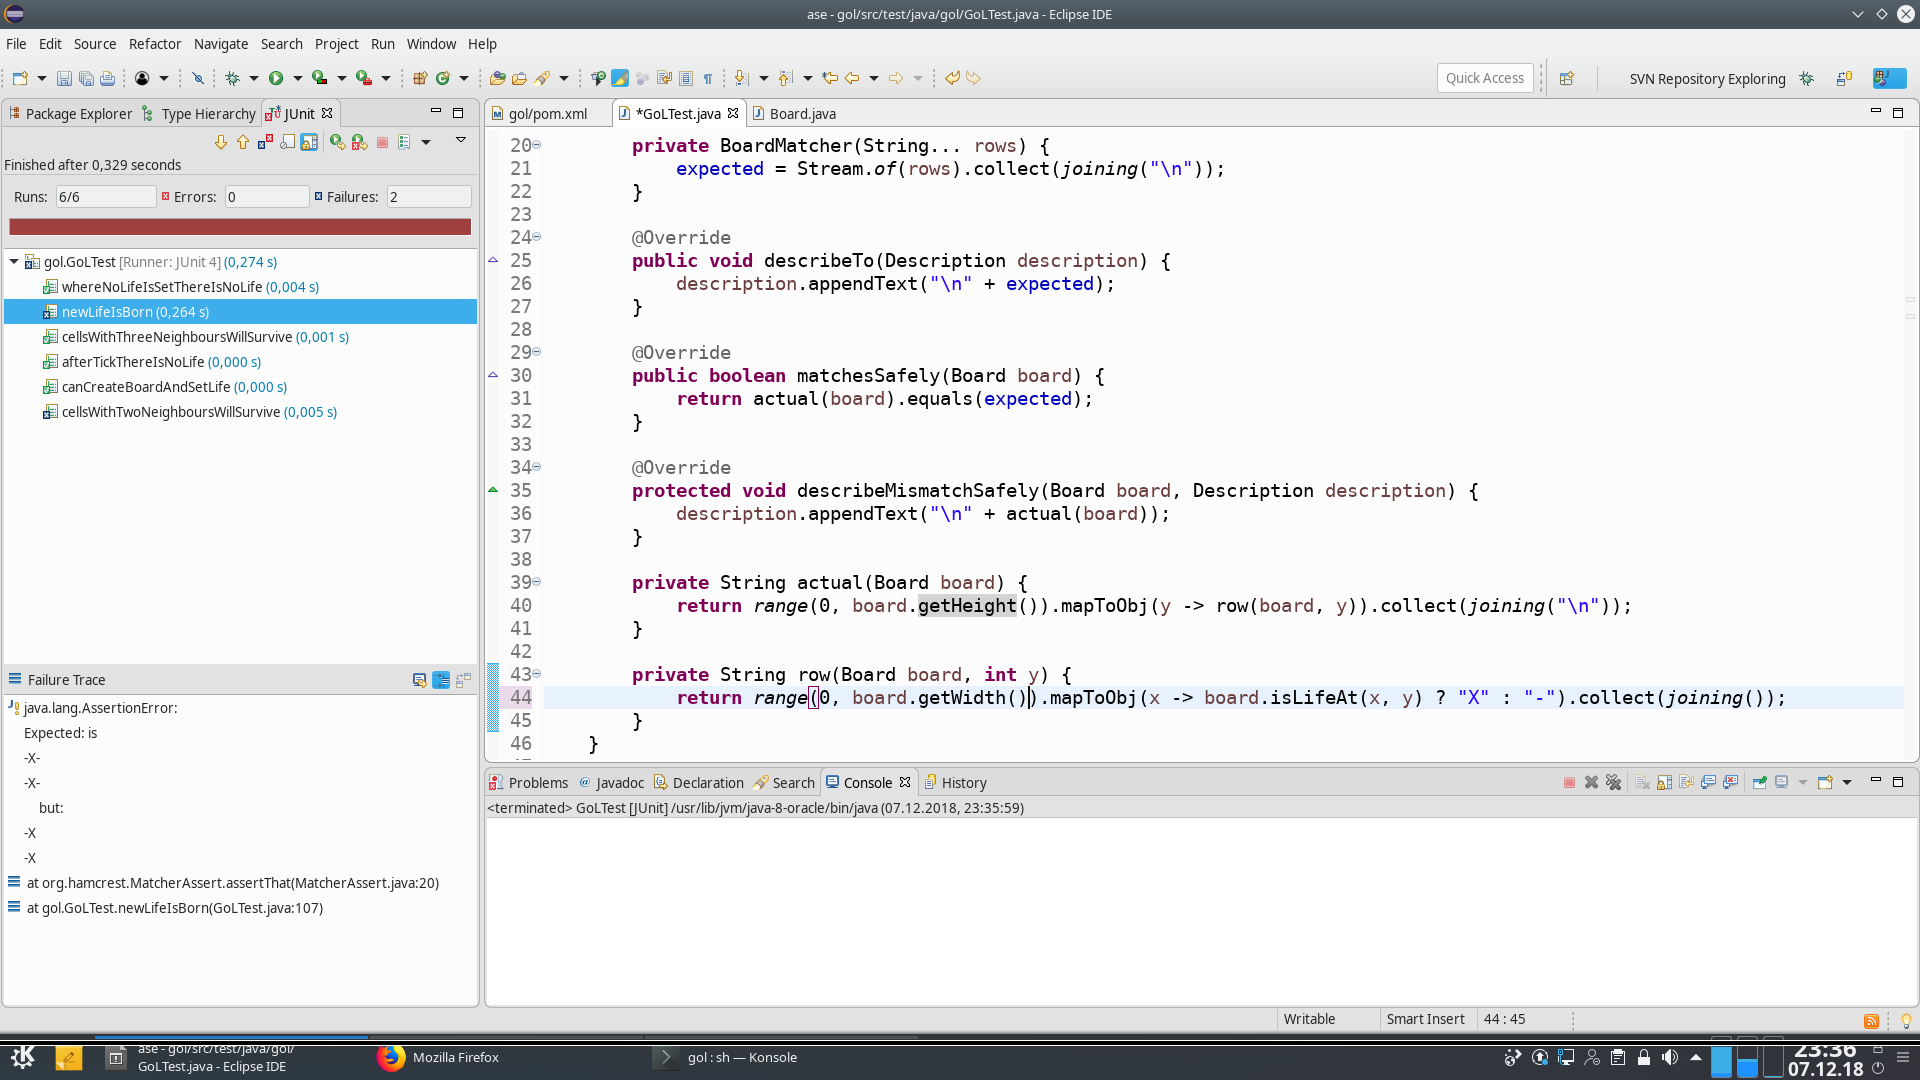 ase - gol/src/test/java/gol/GoLTest.java - Eclipse IDE
File Edit Source Refactor Navigate Search Project Run Window Help
Quick Access
SVN Repository Exploring
Package Explorer Type Hierarchy JUnit
Finished after 0,329 seconds
Runs: 6/6 Errors: 0 Failures: 2
gol.GoLTest [Runner: JUnit 4] (0,274 s)
whereNoLifeIsSetThereIsNoLife (0,004 s)
newLifeIsBorn (0,264 s)
cellsWithThreeNeighboursWillSurvive (0,001 s)
afterTickThereIsNoLife (0,000 s)
canCreateBoardAndSetLife (0,000 s)
cellsWithTwoNeighboursWillSurvive (0,005 s)
Failure Trace
java.lang.AssertionError:
Expected: is
-X-
-X-
but:
-X
-X
at org.hamcrest.MatcherAssert.assertThat(MatcherAssert.java:20)
at gol.GoLTest.newLifeIsBorn(GoLTest.java:107)
gol/pom.xml *GoLTest.java Board.java
20 private BoardMatcher(String... rows) {
21 expected = Stream.of(rows).collect(joining("\n"));
22 }
23
24 @Override
25 public void describeTo(Description description) {
26 description.appendText("\n" + expected);
27 }
28
29 @Override
30 public boolean matchesSafely(Board board) {
31 return actual(board).equals(expected);
32 }
33
34 @Override
35 protected void describeMismatchSafely(Board board, Description description) {
36 description.appendText("\n" + actual(board));
37 }
38
39 private String actual(Board board) {
40 return range(0, board.getHeight()).mapToObj(y -> row(board, y)).collect(joining("\n"));
41 }
42
43 private String row(Board board, int y) {
44 return range(0, board.getWidth()).mapToObj(x -> board.isLifeAt(x, y) ? "X" : "-").collect(joining());
45 }
46 }
Problems Javadoc Declaration Search Console History
<terminated> GoLTest [JUnit] /usr/lib/jvm/java-8-oracle/bin/java (07.12.2018, 23:35:59)
Writable Smart Insert 44 : 45
ase - gol/src/test/java/gol/
GoLTest.java - Eclipse IDE
Mozilla Firefox
gol : sh — Konsole
23:36
07.12.18